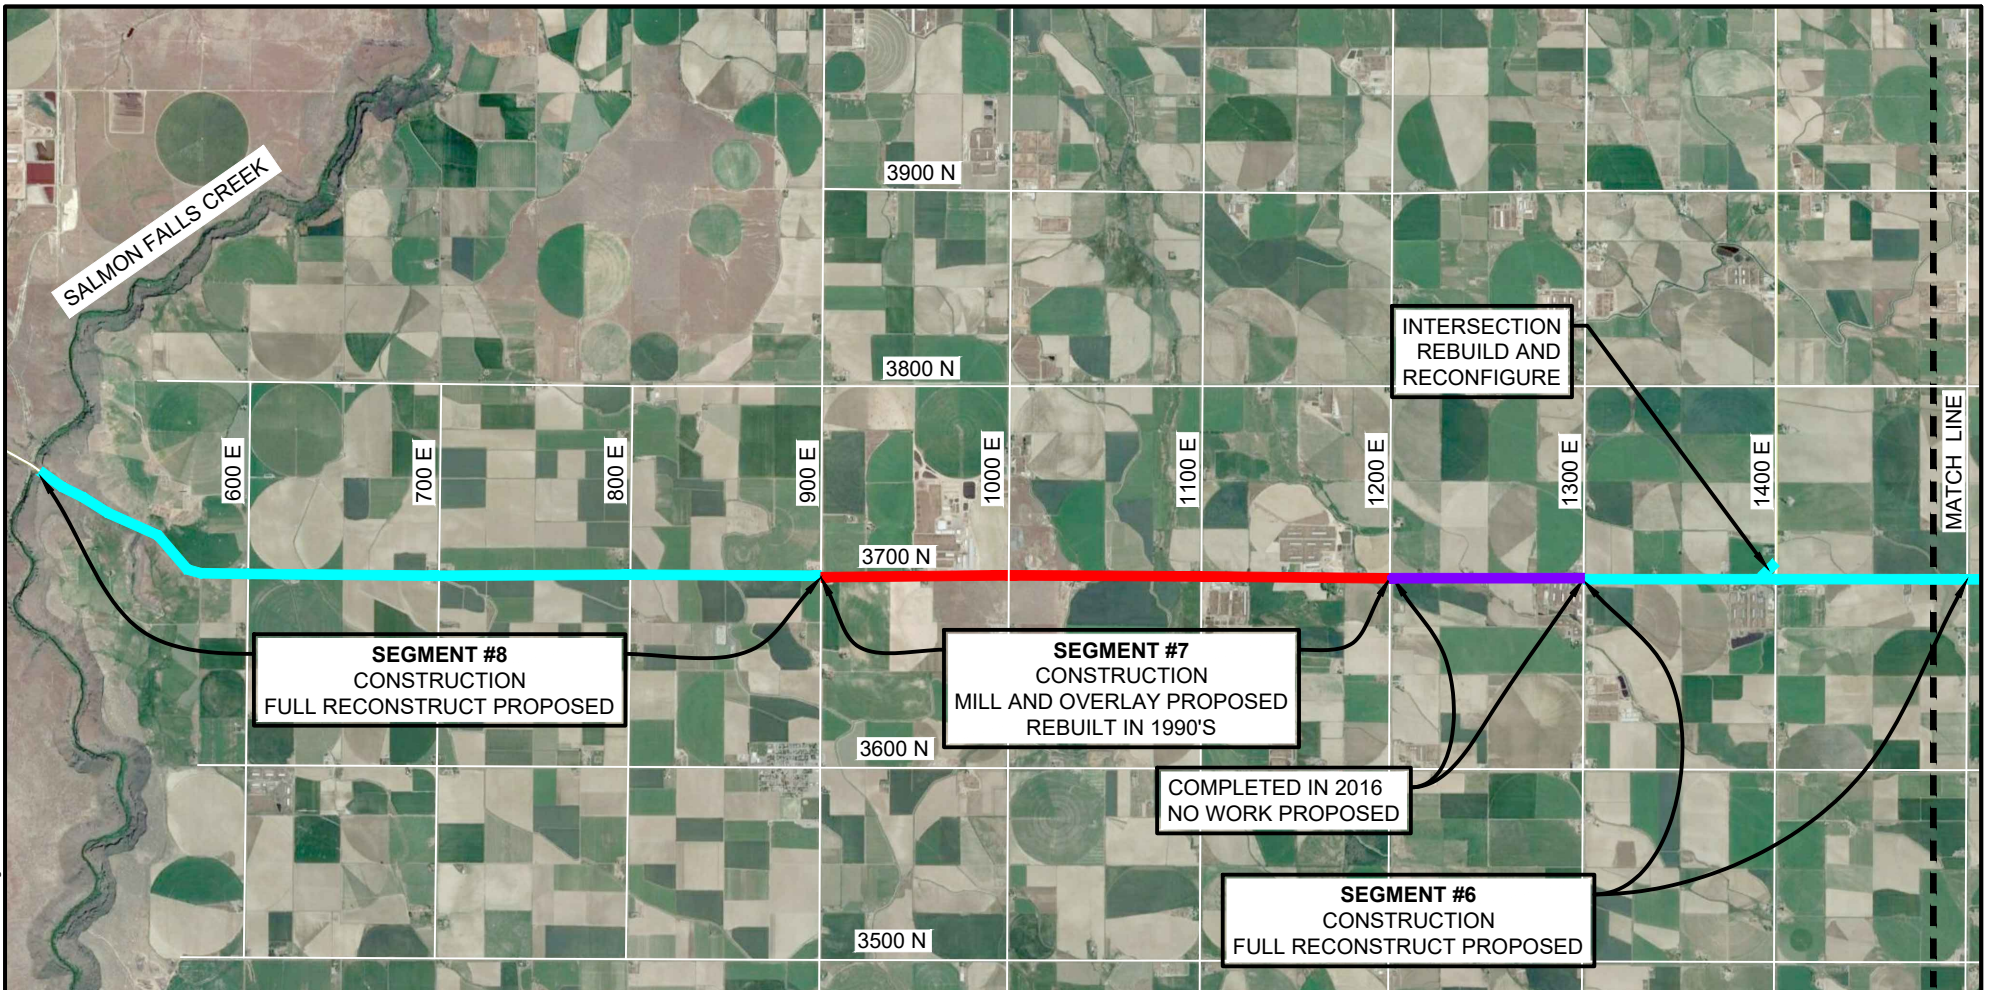 SALMON FALLS CREEK
3900 N
3800 N
INTERSECTION
REBUILD AND
RECONFIGURE
600 E
700 E
800 E
900 E
1000 E
1100 E
1200 E
1300 E
1400 E
MATCH LINE
3700 N
SEGMENT #8
CONSTRUCTION
FULL RECONSTRUCT PROPOSED
SEGMENT #7
CONSTRUCTION
MILL AND OVERLAY PROPOSED
REBUILT IN 1990'S
3600 N
COMPLETED IN 2016
NO WORK PROPOSED
SEGMENT #6
CONSTRUCTION
FULL RECONSTRUCT PROPOSED
3500 N